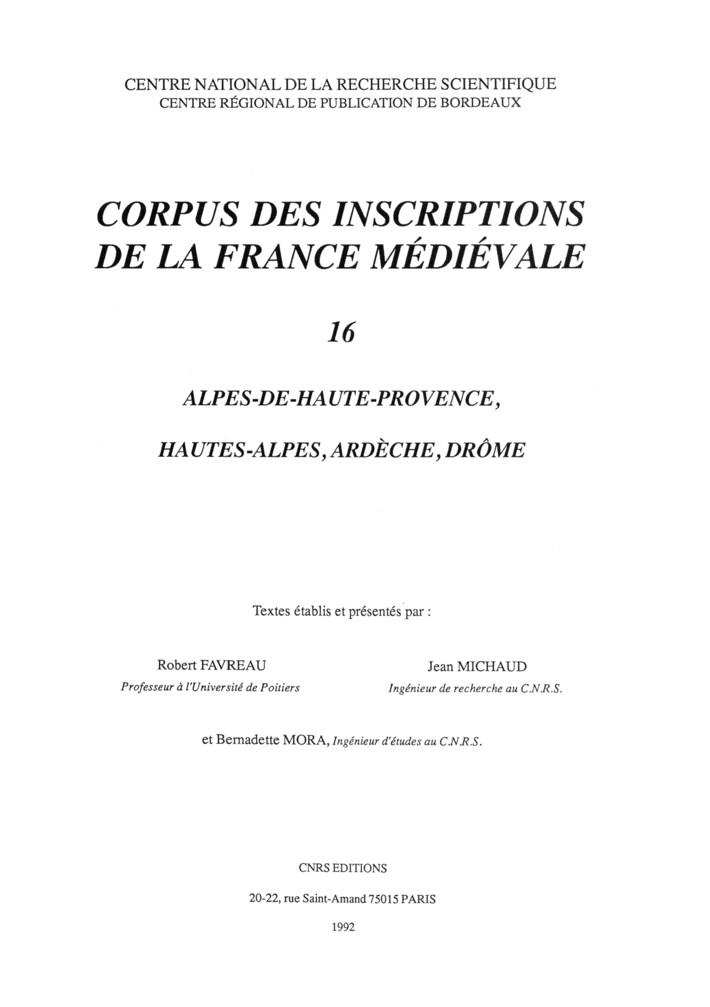 CENTRE NATIONAL DE LA RECHERCHE SCIENTIFIQUE
CENTRE RÉGIONAL DE PUBLICATION DE BORDEAUX
CORPUS DES INSCRIPTIONS
DE LA FRANCE MÉDIÉVALE
16
ALPES-DE-HAUTE-PROVENCE,
HAUTES-ALPES, ARDÈCHE, DRÔME
Textes établis et présentés par :
Robert FAVREAU
Professeur à l'Université de Poitiers
Jean MICHAUD
Ingénieur de recherche au C.N.R.S.
et Bernadette MORA, Ingénieur d'études au C.N.R.S.
CNRS EDITIONS
20-22, rue Saint-Amand 75015 PARIS
1992